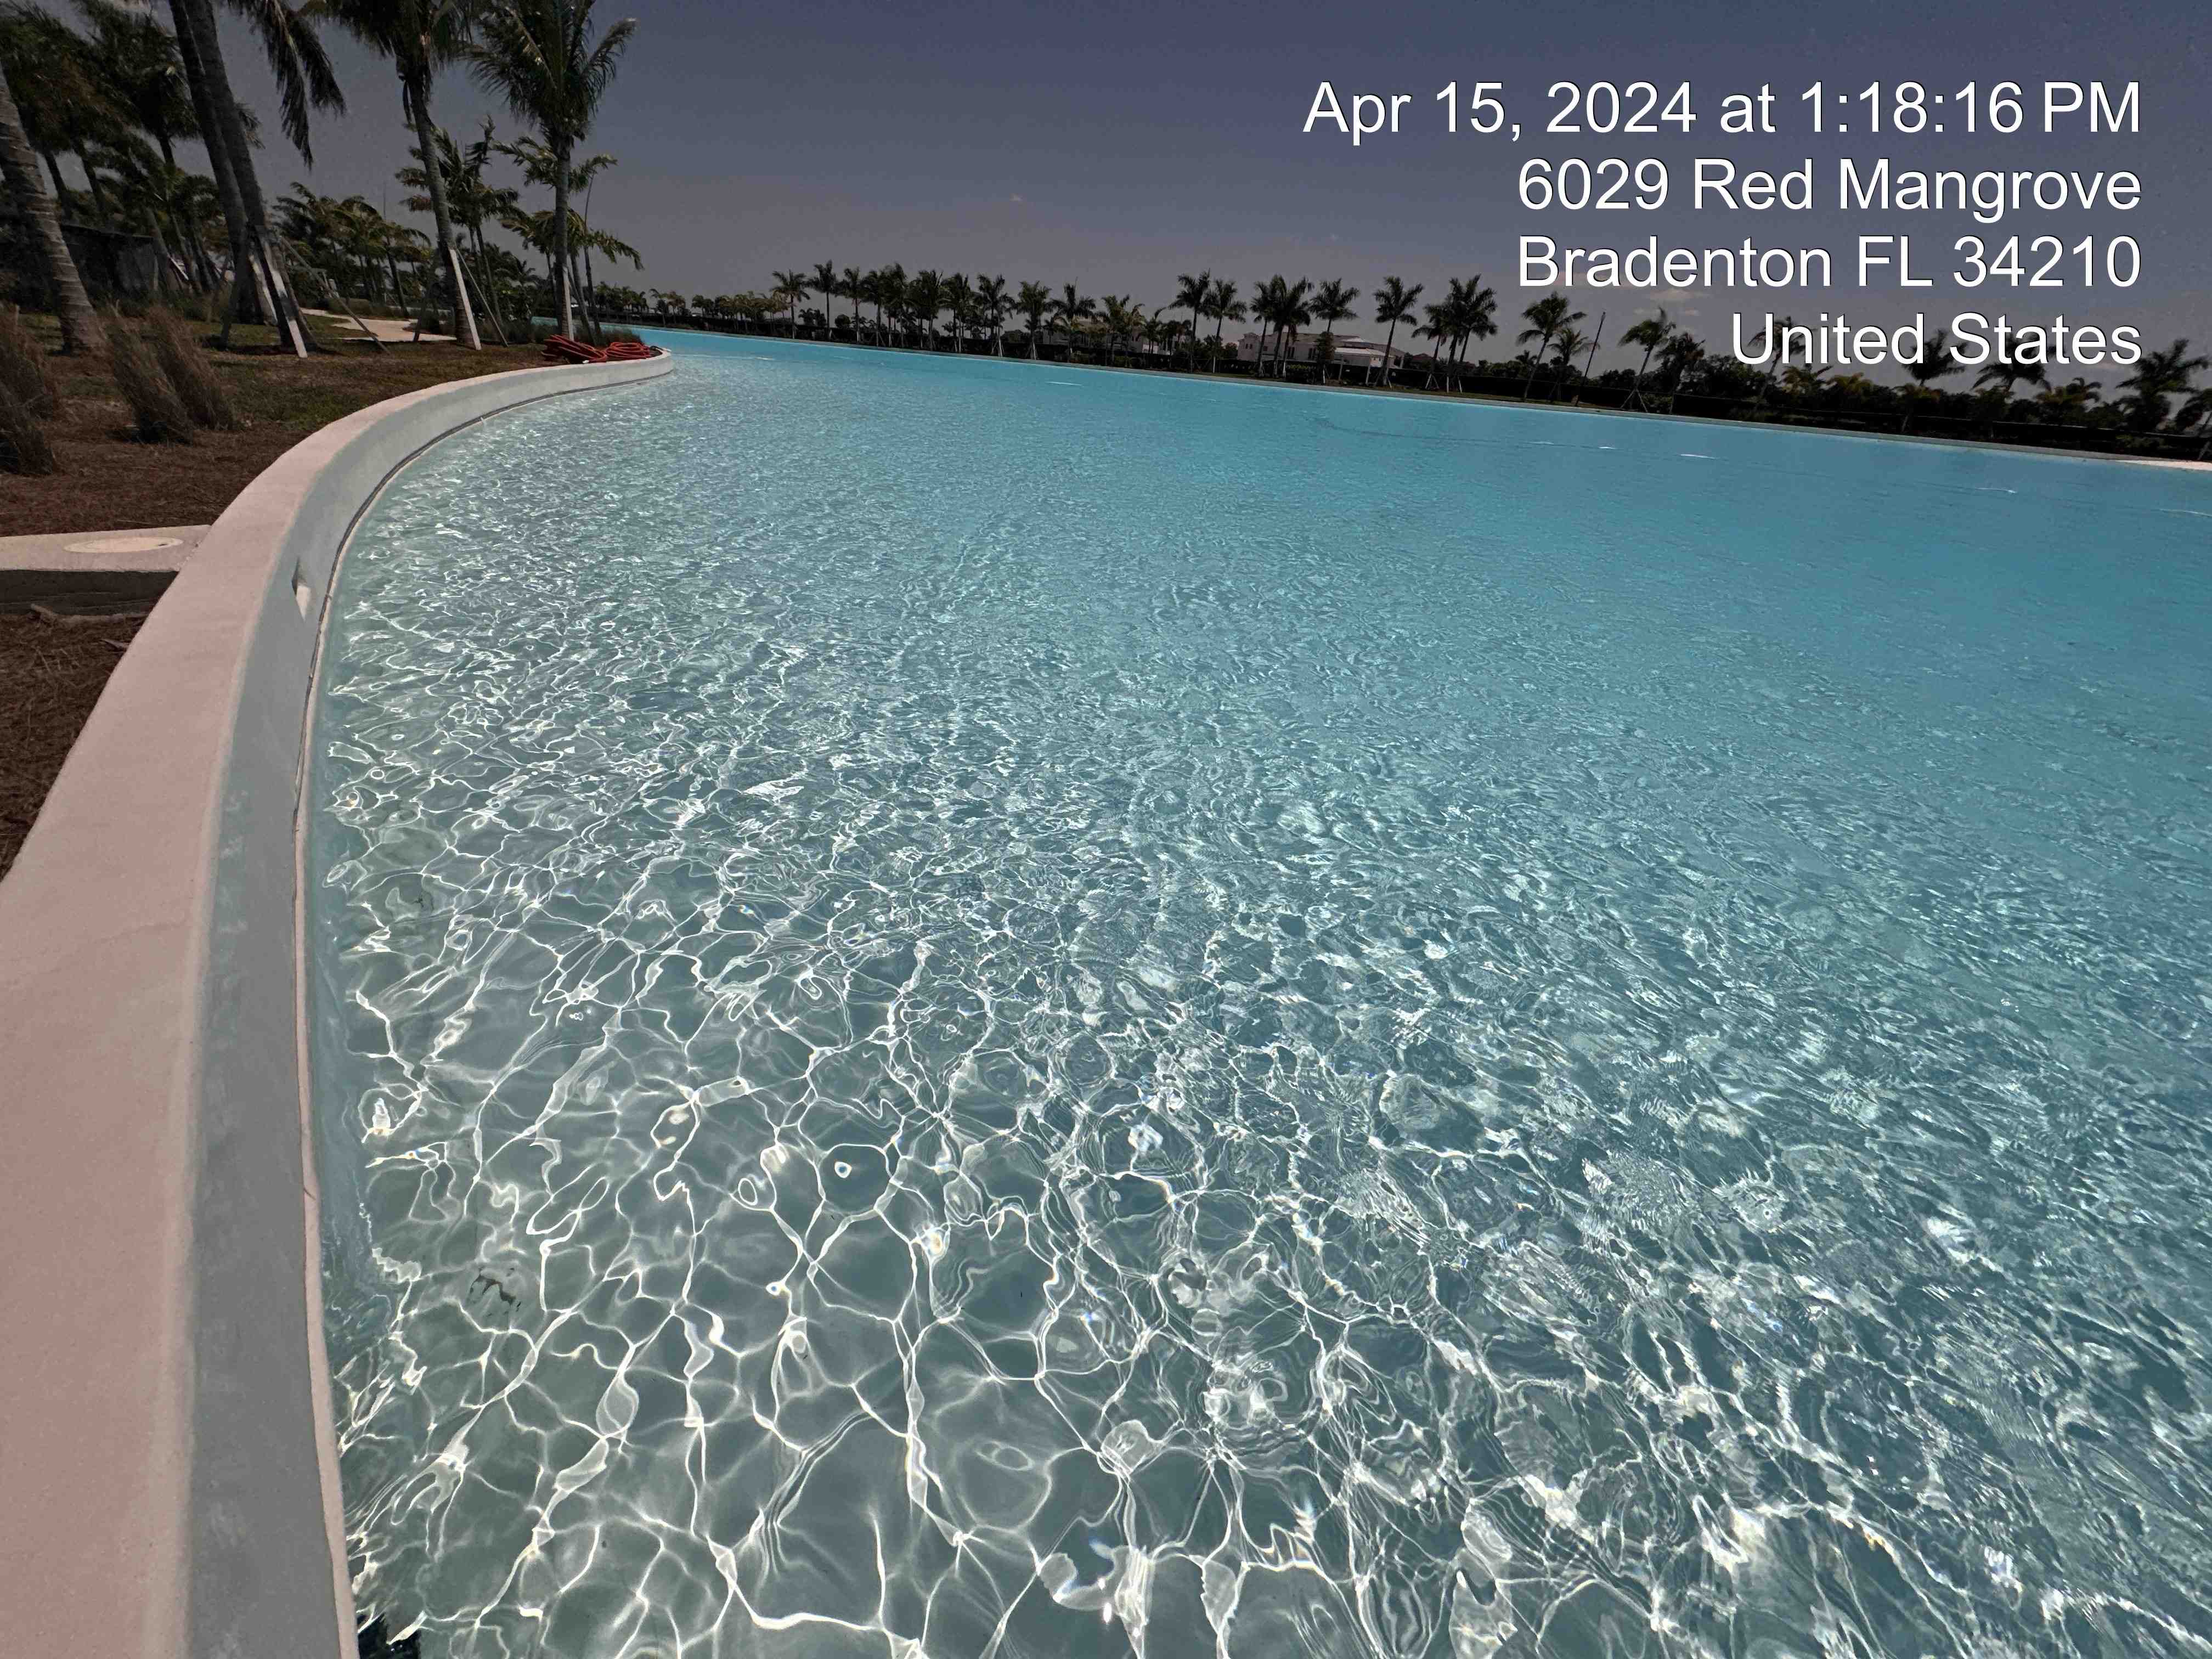 Apr 15, 2024 at 1:18:16 PM
6029 Red Mangrove
Bradenton FL 34210
United States